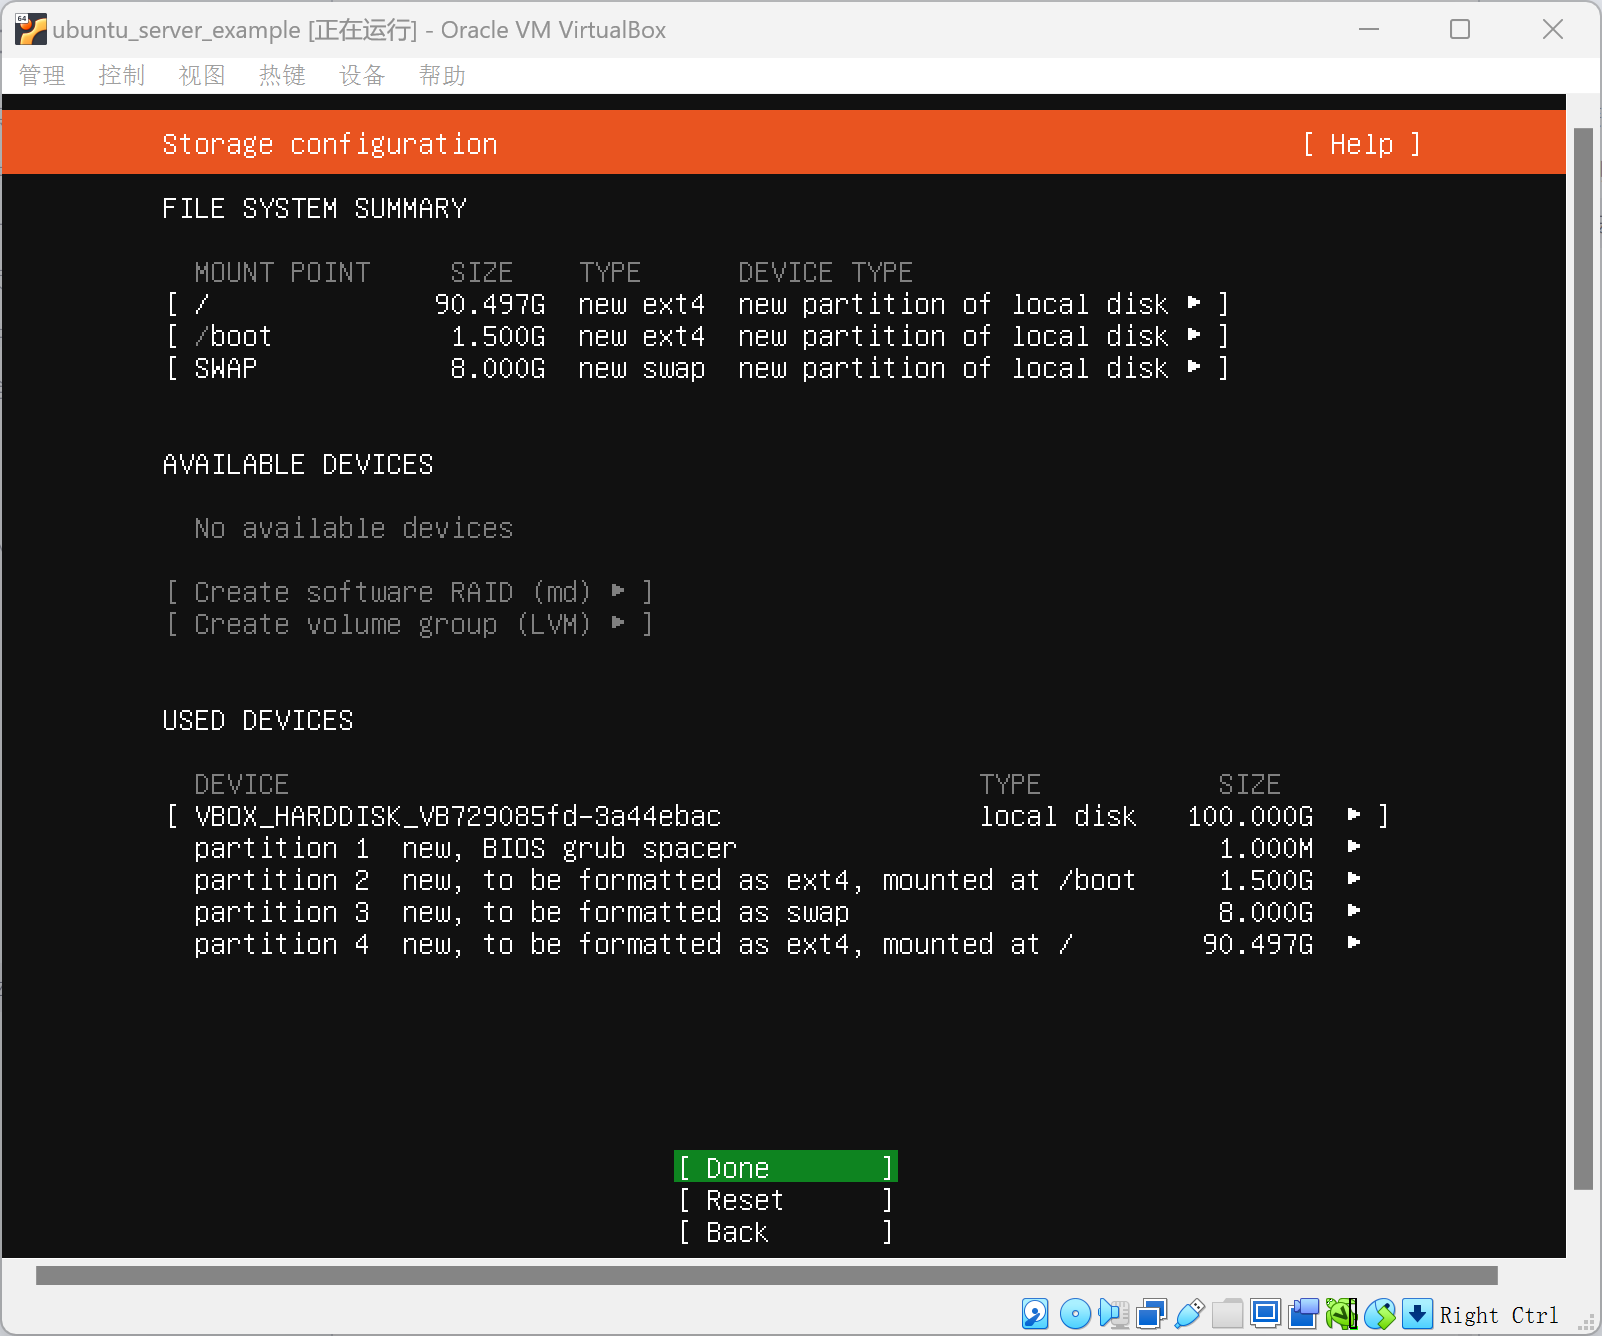 ubuntu_server_example [正在运行] - Oracle VM VirtualBox
管理 控制 视图 热键 设备 帮助
Storage configuration [ Help ]
FILE SYSTEM SUMMARY
MOUNT POINT SIZE TYPE DEVICE TYPE
[ / 90.497G new ext4 new partition of local disk ▸ ]
[ /boot 1.500G new ext4 new partition of local disk ▸ ]
[ SWAP 8.000G new swap new partition of local disk ▸ ]
AVAILABLE DEVICES
No available devices
[ Create software RAID (md) ▸ ]
[ Create volume group (LVM) ▸ ]
USED DEVICES
DEVICE TYPE SIZE
[ VBOX_HARDDISK_VB729085fd-3a44ebac local disk 100.000G ▸ ]
partition 1 new, BIOS grub spacer 1.000M ▸
partition 2 new, to be formatted as ext4, mounted at /boot 1.500G ▸
partition 3 new, to be formatted as swap 8.000G ▸
partition 4 new, to be formatted as ext4, mounted at / 90.497G ▸
[ Done ]
[ Reset ]
[ Back ]
Right Ctrl